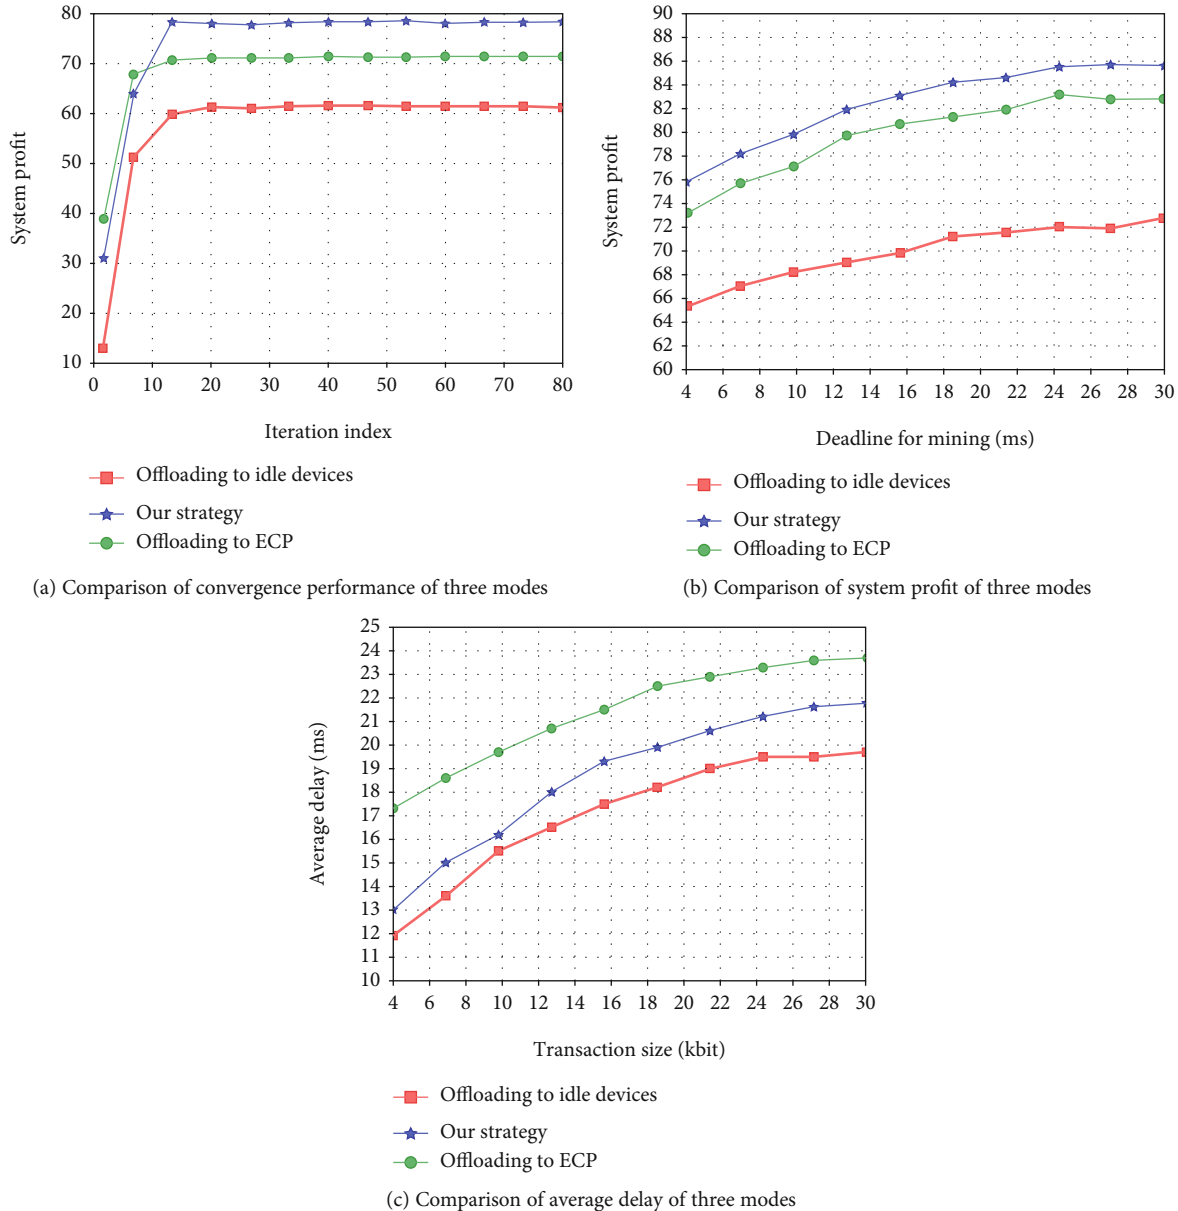 80
70
60
50
40
30
20
10
System profit
0 10 20 30 40 50 60 70 80
Iteration index
Offloading to idle devices
Our strategy
Offloading to ECP
(a) Comparison of convergence performance of three modes
90
88
86
84
82
80
78
76
74
72
70
68
66
64
62
60
System profit
4 6 8 10 12 14 16 18 20 22 24 26 28 30
Deadline for mining (ms)
Offloading to idle devices
Our strategy
Offloading to ECP
(b) Comparison of system profit of three modes
25
24
23
22
21
20
19
18
17
16
15
14
13
12
11
10
Average delay (ms)
4 6 8 10 12 14 16 18 20 22 24 26 28 30
Transaction size (kbit)
Offloading to idle devices
Our strategy
Offloading to ECP
(c) Comparison of average delay of three modes